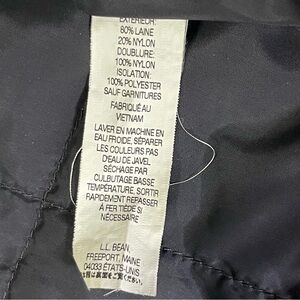 EXTÉRIEUR:
80% LAINE
20% NYLON
DOUBLURE:
100% NYLON
ISOLATION:
100% POLYESTER
SAUF GARNITURES
FABRIQUÉ AU
VIETNAM
LAVER EN MACHINE EN
EAU FROIDE, SÉPARER
LES COULEURS PAS
D'EAU DE JAVEL
SÉCHAGE PAR
CULBUTAGE BASSE
TEMPÉRATURE, SORTIR
RAPIDEMENT REPASSER
À FER TIÈDE SI
NÉCESSAIRE
L.L. BEAN
FREEPORT, MAINE
04033 ÉTATS-UNIS